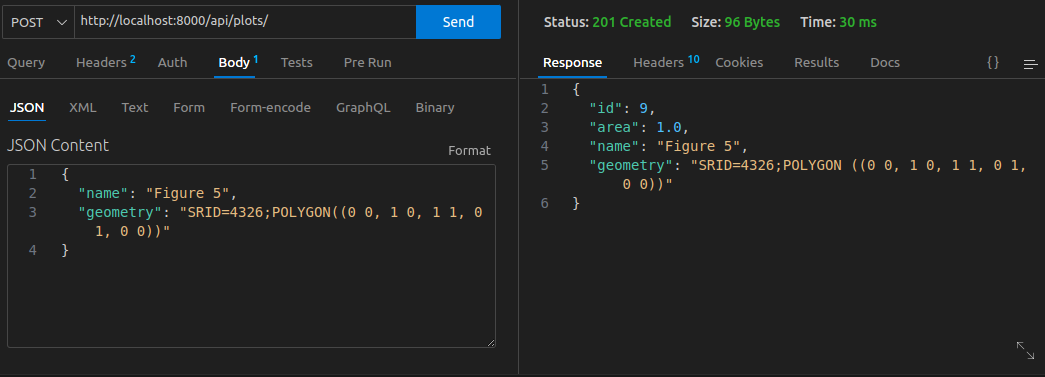 POST
http://localhost:8000/api/plots/
Send
Query Headers 2 Auth Body 1 Tests Pre Run
JSON XML Text Form Form-encode GraphQL Binary
JSON Content
Format
1 {
2 "name": "Figure 5",
3 "geometry": "SRID=4326;POLYGON((0 0, 1 0, 1 1, 0
1, 0 0))"
4 }
Status: 201 Created Size: 96 Bytes Time: 30 ms
Response Headers 10 Cookies Results Docs {}
1 {
2 "id": 9,
3 "area": 1.0,
4 "name": "Figure 5",
5 "geometry": "SRID=4326;POLYGON ((0 0, 1 0, 1 1, 0 1,
0 0))"
6 }